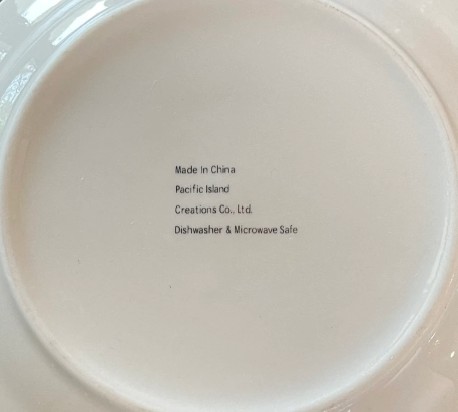 Made In China
Pacific Island
Creations Co., Ltd.
Dishwasher & Microwave Safe